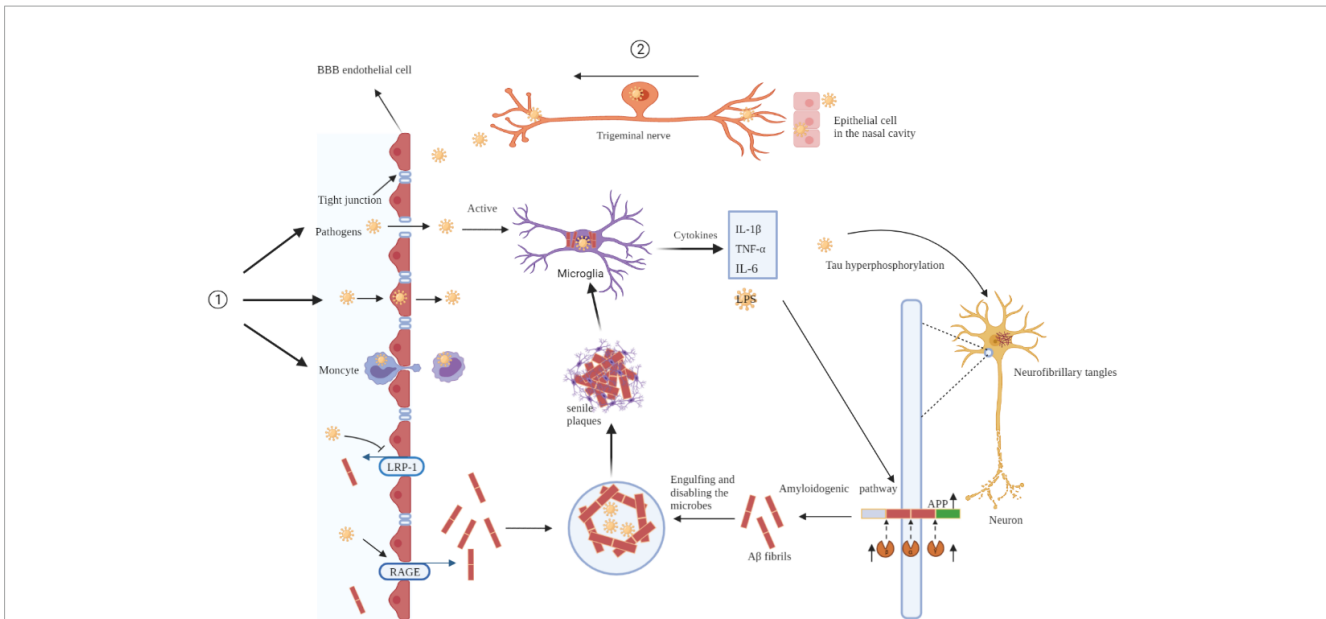 ②
BBB endothelial cell
Trigeminal nerve
Epithelial cell
in the nasal cavity
Tight junction
Pathogens
Active
Microglia
Cytokines
IL-1β
TNF-α
IL-6
LPS
Tau hyperphosphorylation
①
Moncyte
Neurofibrillary tangles
senile
plaques
LRP-1
Engulfing and
disabling the
microbes
Amyloidogenic pathway
APP
Neuron
Aβ fibrils
RAGE